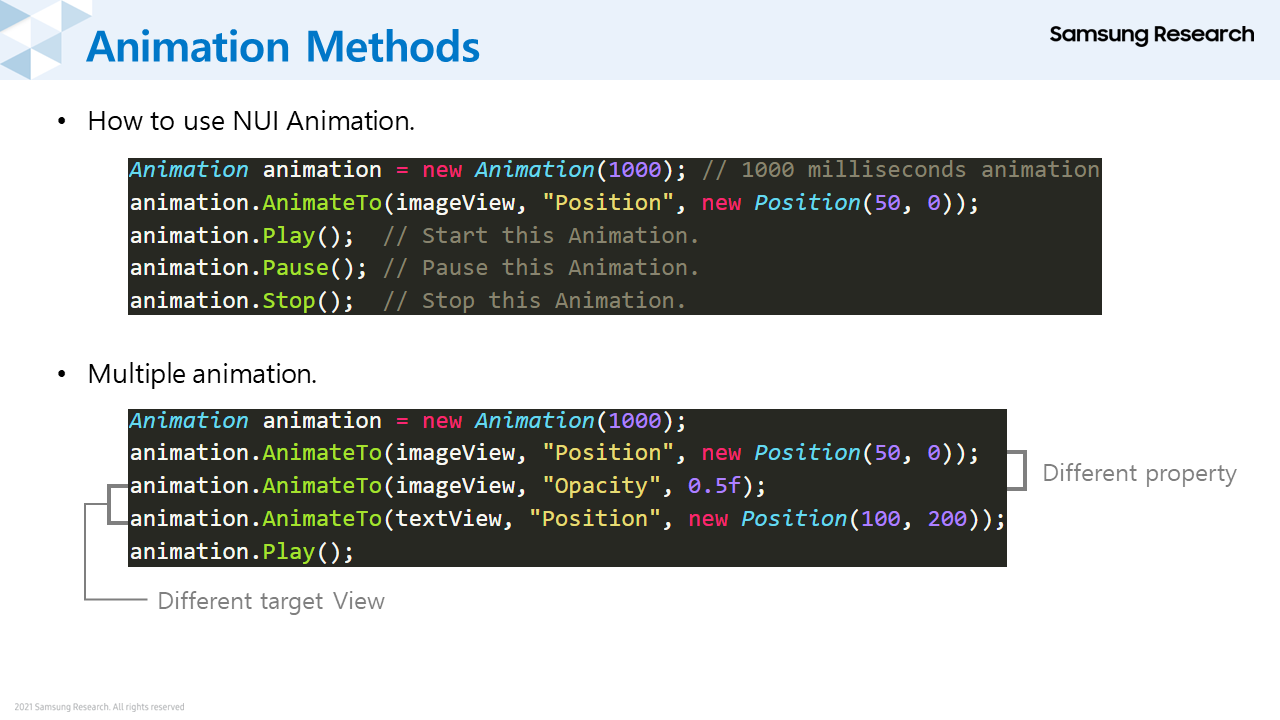 Animation Methods
Samsung Research
• How to use NUI Animation.
Animation animation = new Animation(1000); // 1000 milliseconds animation
animation.AnimateTo(imageView, "Position", new Position(50, 0));
animation.Play();  // Start this Animation.
animation.Pause(); // Pause this Animation.
animation.Stop();  // Stop this Animation.
• Multiple animation.
Animation animation = new Animation(1000);
animation.AnimateTo(imageView, "Position", new Position(50, 0));
animation.AnimateTo(imageView, "Opacity", 0.5f);
animation.AnimateTo(textView, "Position", new Position(100, 200));
animation.Play();
Different property
Different target View
2021 Samsung Research. All rights reserved